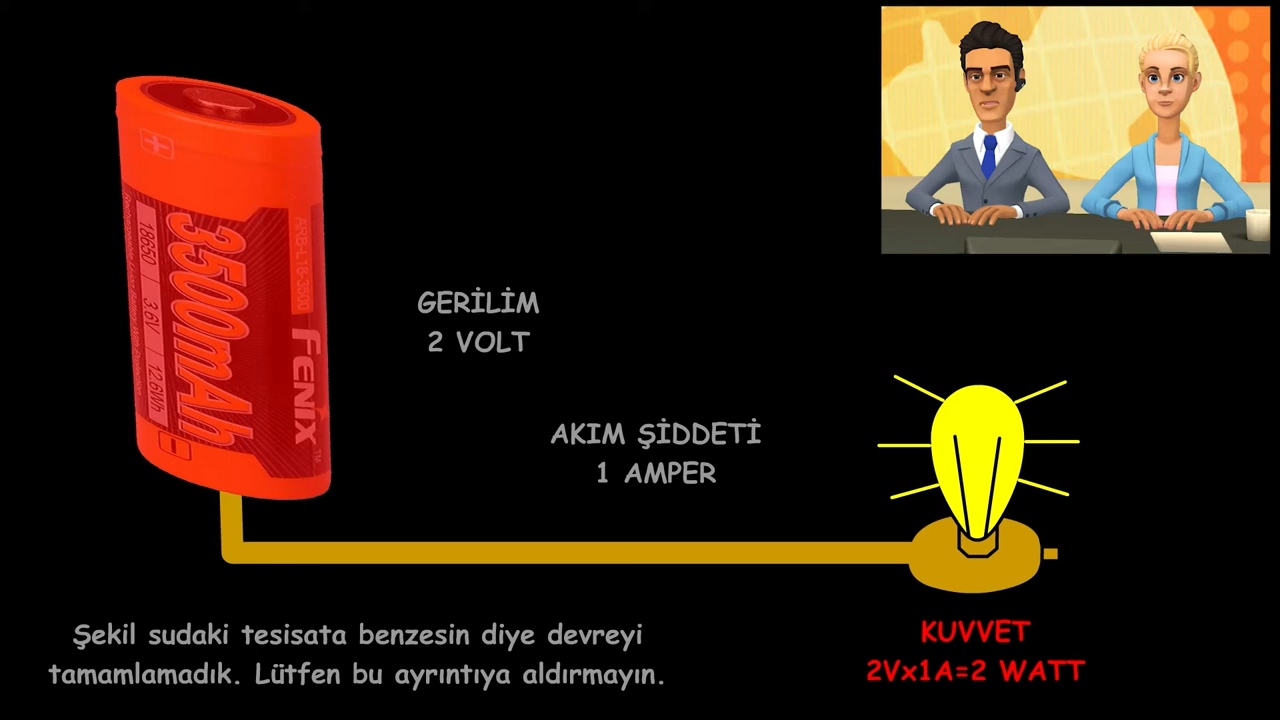 3500mAh
18650 | 3.6V | 12.6Wh
ARB-L18-3500
FENIX
GERİLİM
2 VOLT
AKIM ŞİDDETİ
1 AMPER
Şekil sudaki tesisata benzesin diye devreyi
tamamlamadık. Lütfen bu ayrıntıya aldırmayın.
KUVVET
2Vx1A=2 WATT